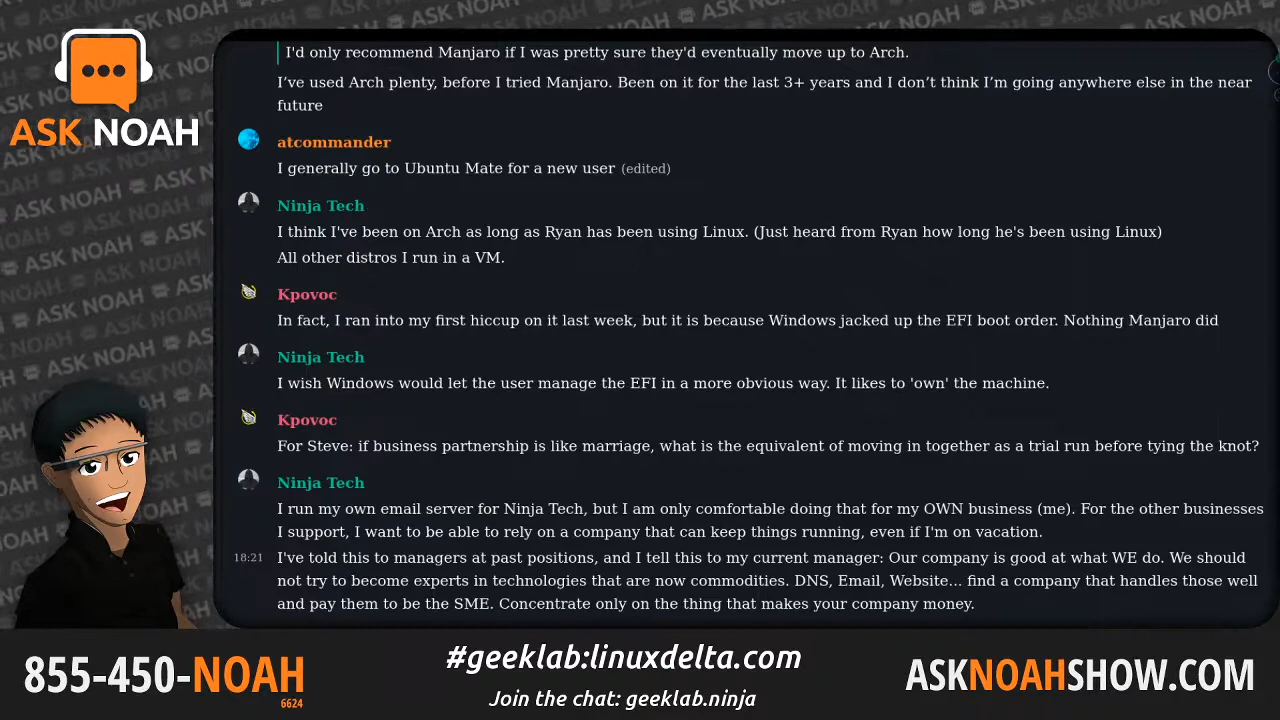 ASK NOAH
I'd only recommend Manjaro if I was pretty sure they'd eventually move up to Arch.
I’ve used Arch plenty, before I tried Manjaro. Been on it for the last 3+ years and I don’t think I’m going anywhere else in the near
future
atcommander
I generally go to Ubuntu Mate for a new user (edited)
Ninja Tech
I think I've been on Arch as long as Ryan has been using Linux. (Just heard from Ryan how long he's been using Linux)
All other distros I run in a VM.
Kpovoc
In fact, I ran into my first hiccup on it last week, but it is because Windows jacked up the EFI boot order. Nothing Manjaro did
Ninja Tech
I wish Windows would let the user manage the EFI in a more obvious way. It likes to 'own' the machine.
Kpovoc
For Steve: if business partnership is like marriage, what is the equivalent of moving in together as a trial run before tying the knot?
Ninja Tech
I run my own email server for Ninja Tech, but I am only comfortable doing that for my OWN business (me). For the other businesses
I support, I want to be able to rely on a company that can keep things running, even if I'm on vacation.
18:21 I've told this to managers at past positions, and I tell this to my current manager: Our company is good at what WE do. We should
not try to become experts in technologies that are now commodities. DNS, Email, Website... find a company that handles those well
and pay them to be the SME. Concentrate only on the thing that makes your company money.
855-450-NOAH
6624
#geeklab:linuxdelta.com
Join the chat: geeklab.ninja
ASKNOAHSHOW.COM